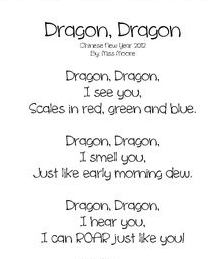 Dragon, Dragon
Chinese New Year 2012
By: Miss Moore
Dragon, Dragon,
I see you,
Scales in red, green and blue.
Dragon, Dragon,
I smell you,
Just like early morning dew.
Dragon, Dragon,
I hear you,
I can ROAR just like you!